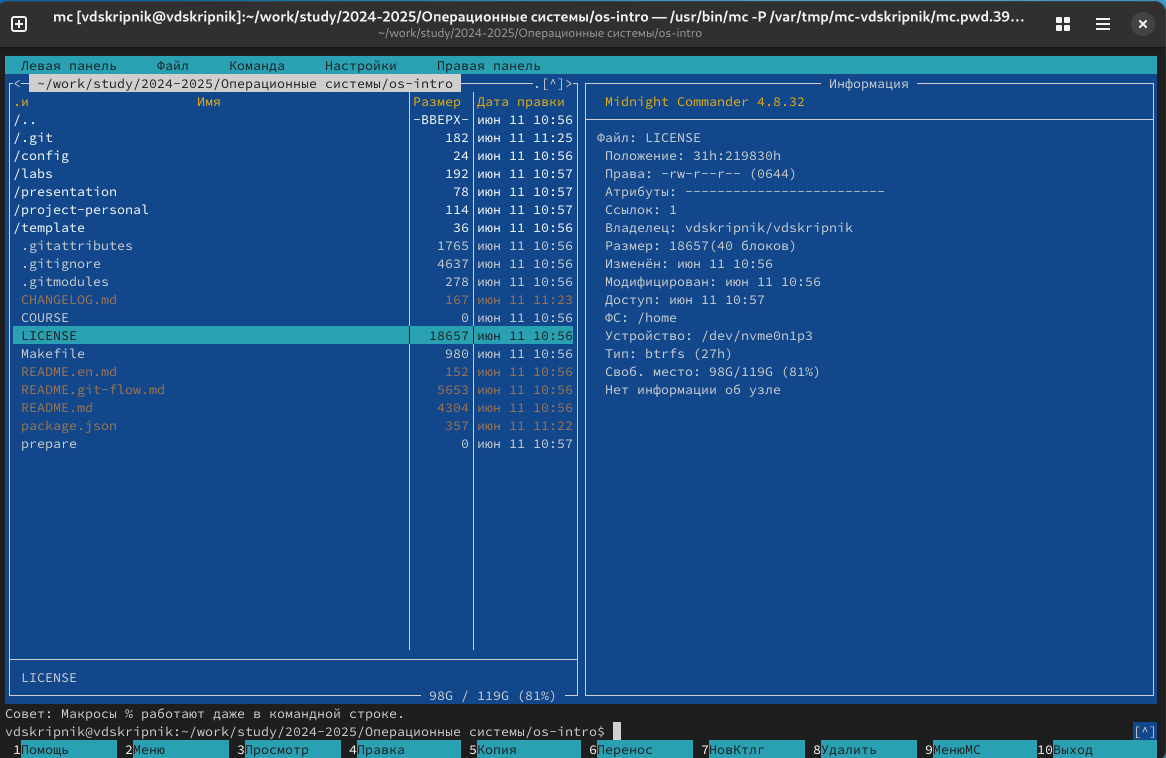 mc [vdskripnik@vdskripnik]:~/work/study/2024-2025/Операционные системы/os-intro — /usr/bin/mc -P /var/tmp/mc-vdskripnik/mc.pwd.39…
~/work/study/2024-2025/Операционные системы/os-intro
Левая панель Файл Команда Настройки Правая панель
<─ ~/work/study/2024-2025/Операционные системы/os-intro .[^]>
.и Имя Размер Дата правки
/.. -ВВЕРХ- июн 11 10:56
/.git 182 июн 11 11:25
/config 24 июн 11 10:56
/labs 192 июн 11 10:57
/presentation 78 июн 11 10:57
/project-personal 114 июн 11 10:57
/template 36 июн 11 10:56
.gitattributes 1765 июн 11 10:56
.gitignore 4637 июн 11 10:56
.gitmodules 278 июн 11 10:56
CHANGELOG.md 167 июн 11 11:23
COURSE 0 июн 11 10:56
LICENSE 18657 июн 11 10:56
Makefile 980 июн 11 10:56
README.en.md 152 июн 11 10:56
README.git-flow.md 5653 июн 11 10:56
README.md 4304 июн 11 10:56
package.json 357 июн 11 11:22
prepare 0 июн 11 10:57
LICENSE
98G / 119G (81%)
Информация
Midnight Commander 4.8.32
Файл: LICENSE
Положение: 31h:219830h
Права: -rw-r--r-- (0644)
Атрибуты: -------------------------
Ссылок: 1
Владелец: vdskripnik/vdskripnik
Размер: 18657(40 блоков)
Изменён: июн 11 10:56
Модифицирован: июн 11 10:56
Доступ: июн 11 10:57
ФС: /home
Устройство: /dev/nvme0n1p3
Тип: btrfs (27h)
Своб. место: 98G/119G (81%)
Нет информации об узле
Совет: Макросы % работают даже в командной строке.
vdskripnik@vdskripnik:~/work/study/2024-2025/Операционные системы/os-intro$ [^]
1Помощь 2Меню 3Просмотр 4Правка 5Копия 6Перенос 7НовКтлг 8Удалить 9МенюМС 10Выход